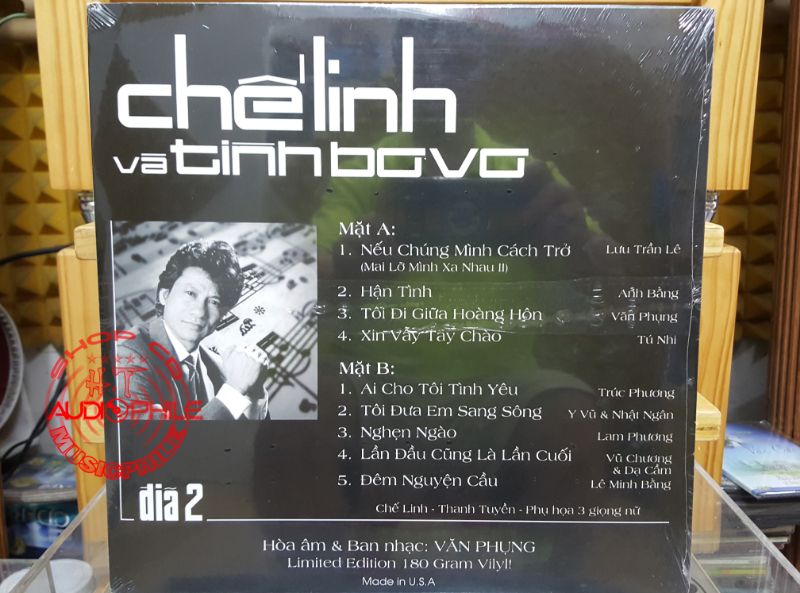 chế linh
và tình bơ vơ
Mặt A:
1. Nếu Chúng Mình Cách Trở Lưu Trần Lê
(Mai Lỡ Mình Xa Nhau II)
2. Hận Tình Anh Bằng
3. Tôi Đi Giữa Hoàng Hôn Văn Phụng
4. Xin Vẫy Tay Chào Tú Nhi
Mặt B:
1. Ai Cho Tôi Tình Yêu Trúc Phương
2. Tôi Đưa Em Sang Sông Y Vũ & Nhật Ngân
3. Nghẹn Ngào Lam Phương
4. Lần Đầu Cũng Là Lần Cuối Vũ Chương
& Dạ Cầm
5. Đêm Nguyện Cầu Lê Minh Bằng
Chế Linh - Thanh Tuyền - Phụ họa 3 giọng nữ
diã 2
Hòa âm & Ban nhạc: VĂN PHỤNG
Limited Edition 180 Gram Vilyl!
Made in U.S.A
SHOP CD
HT
AUDIOPHILE
MUSICPHILE